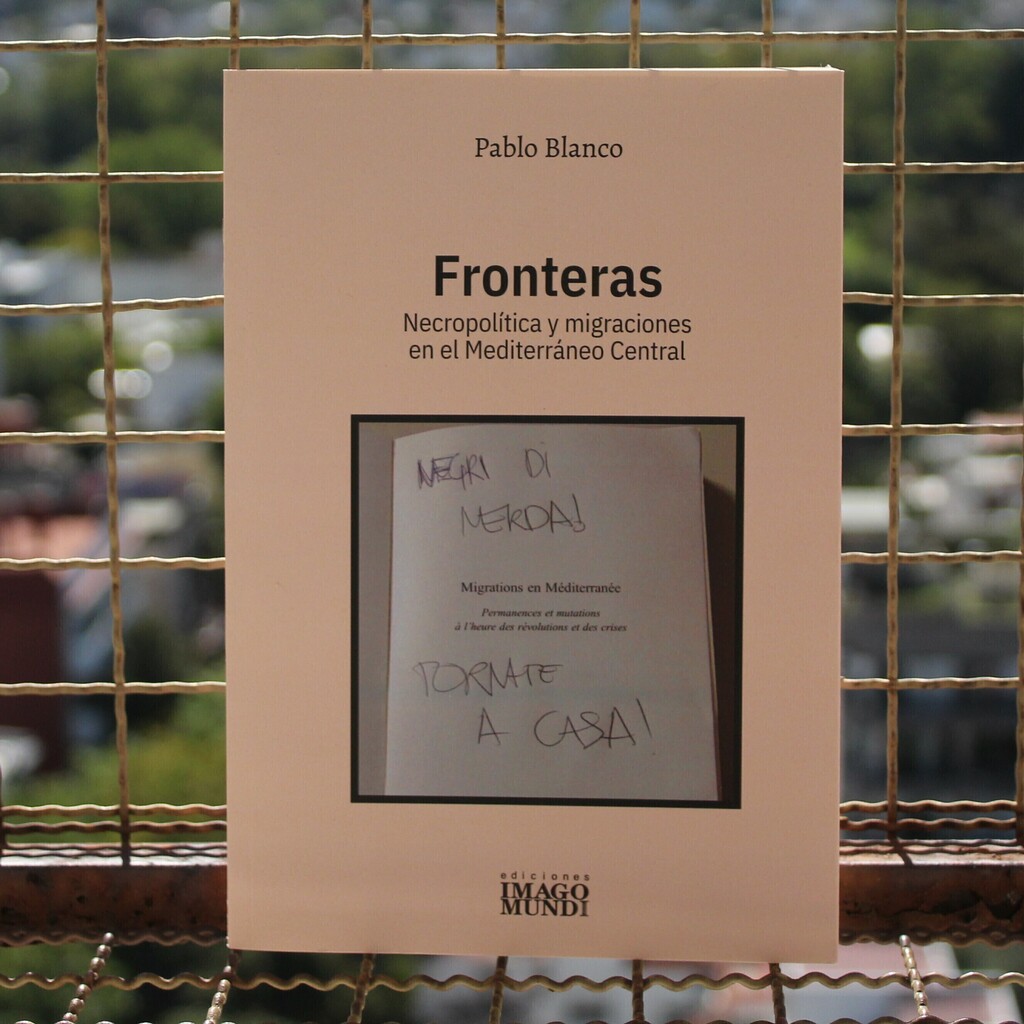 Pablo Blanco
Fronteras
Necropolítica y migraciones
en el Mediterráneo Central
NEGRI DI
MERDA!
Migrations en Méditerranée
Permanences et mutations
à l'heure des révolutions et des crises
TORNATE
A CASA!
ediciones
IMAGO
MUNDI